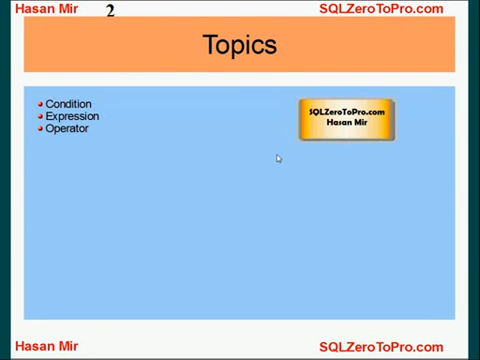 Hasan Mir 2 SQLZeroToPro.com
Topics
Condition
Expression
Operator
SQLZeroToPro.com
Hasan Mir
Hasan Mir SQLZeroToPro.com